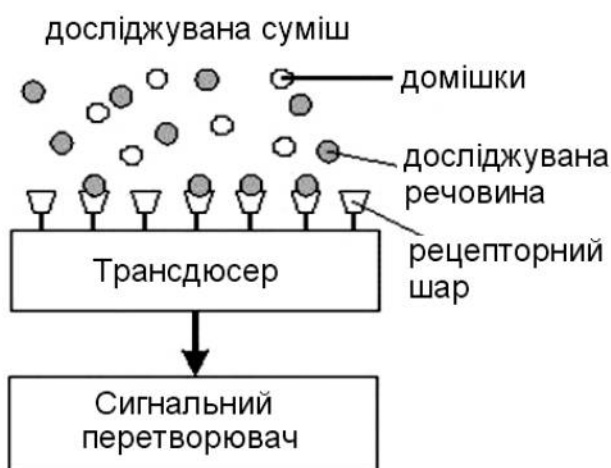 досліджувана суміш
домішки
досліджувана
речовина
рецепторний
шар
Трансдюсер
Сигнальний
перетворювач